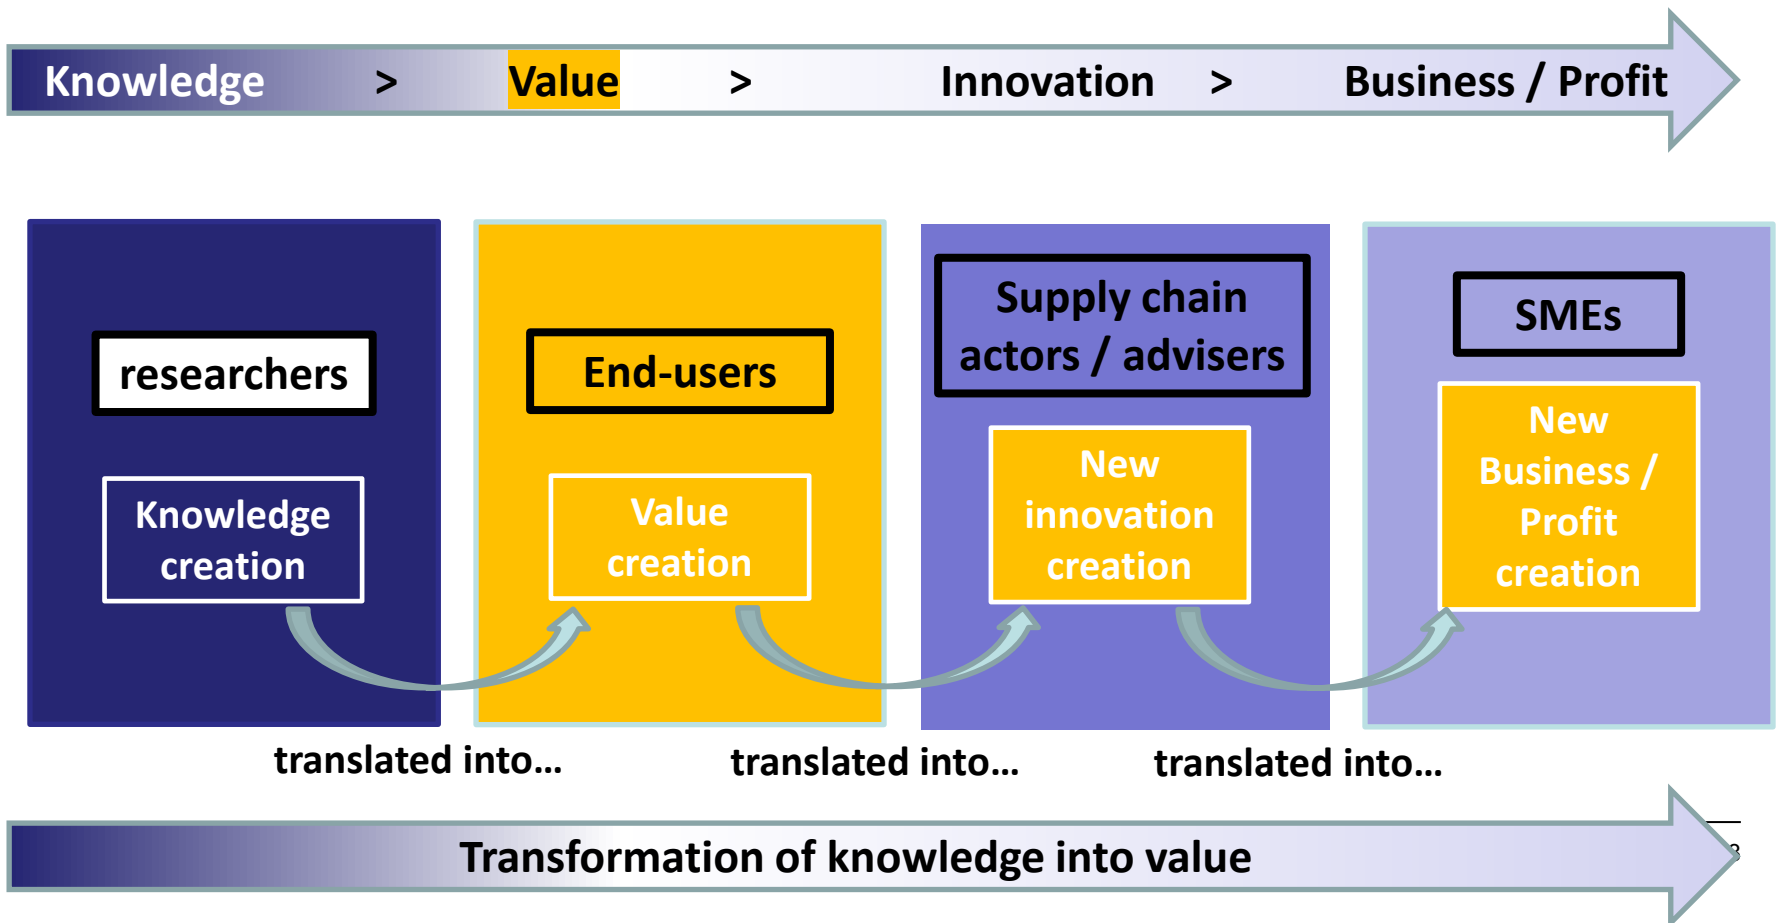 Knowledge > Value > Innovation > Business / Profit
researchers
Knowledge
creation
End-users
Value
creation
Supply chain
actors / advisers
New
innovation
creation
SMEs
New
Business /
Profit
creation
translated into...
translated into...
translated into...
Transformation of knowledge into value